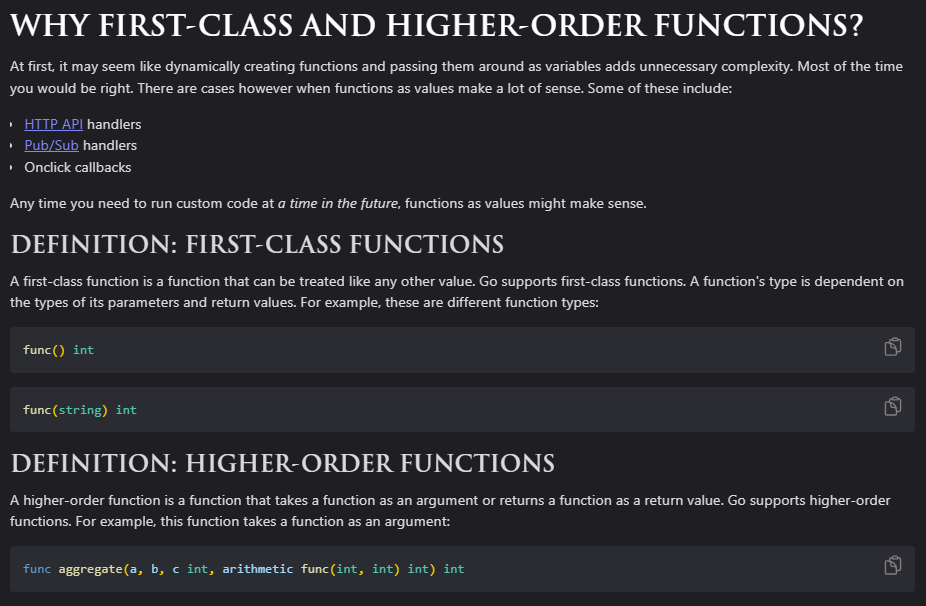 WHY FIRST-CLASS AND HIGHER-ORDER FUNCTIONS?
At first, it may seem like dynamically creating functions and passing them around as variables adds unnecessary complexity. Most of the time
you would be right. There are cases however when functions as values make a lot of sense. Some of these include:
• HTTP API handlers
• Pub/Sub handlers
• Onclick callbacks
Any time you need to run custom code at a time in the future, functions as values might make sense.
DEFINITION: FIRST-CLASS FUNCTIONS
A first-class function is a function that can be treated like any other value. Go supports first-class functions. A function's type is dependent on
the types of its parameters and return values. For example, these are different function types:
func() int
func(string) int
DEFINITION: HIGHER-ORDER FUNCTIONS
A higher-order function is a function that takes a function as an argument or returns a function as a return value. Go supports higher-order
functions. For example, this function takes a function as an argument:
func aggregate(a, b, c int, arithmetic func(int, int) int) int